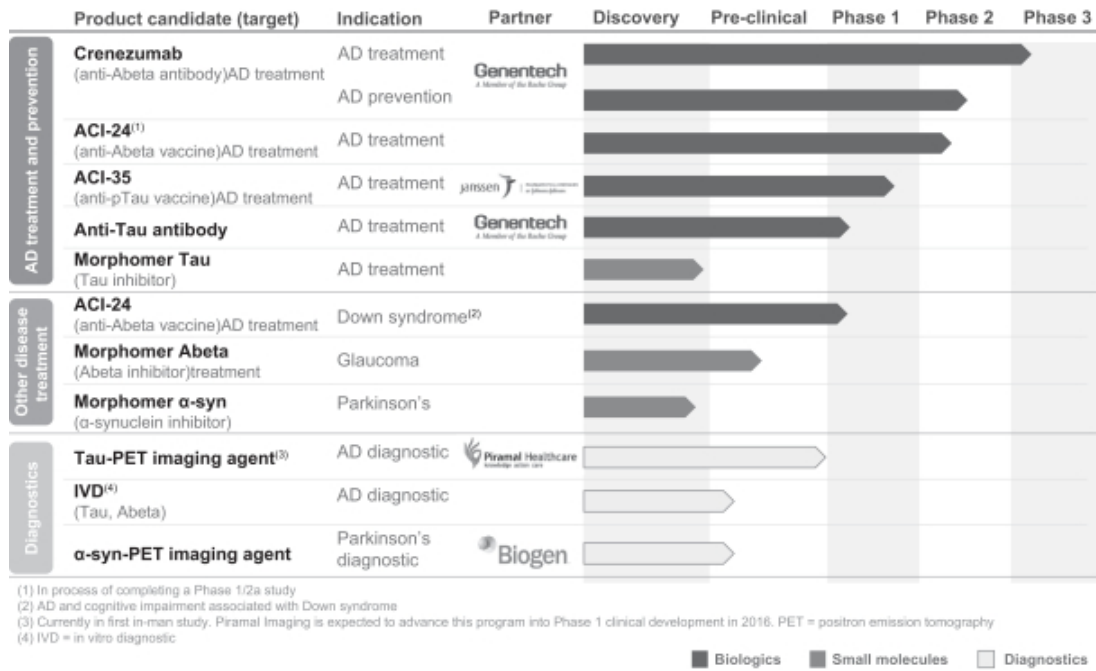 Product candidate (target) Indication Partner Discovery Pre-clinical Phase 1 Phase 2 Phase 3
AD treatment and prevention
Crenezumab
(anti-Abeta antibody)AD treatment
AD treatment
Genentech
A Member of the Roche Group
AD prevention
ACI-24(1)
(anti-Abeta vaccine)AD treatment
AD treatment
ACI-35
(anti-pTau vaccine)AD treatment
AD treatment
janssen
Anti-Tau antibody
AD treatment
Genentech
A Member of the Roche Group
Morphomer Tau
(Tau inhibitor)
AD treatment
Other disease
treatment
ACI-24
(anti-Abeta vaccine)AD treatment
Down syndrome(2)
Morphomer Abeta
(Abeta inhibitor)treatment
Glaucoma
Morphomer α-syn
(α-synuclein inhibitor)
Parkinson's
Diagnostics
Tau-PET imaging agent(3)
AD diagnostic
Piramal Healthcare
knowledge action care
IVD(4)
(Tau, Abeta)
AD diagnostic
α-syn-PET imaging agent
Parkinson's
diagnostic
Biogen
(1) In process of completing a Phase 1/2a study
(2) AD and cognitive impairment associated with Down syndrome
(3) Currently in first in-man study. Piramal Imaging is expected to advance this program into Phase 1 clinical development in 2016. PET = positron emission tomography
(4) IVD = in vitro diagnostic
Biologics Small molecules Diagnostics